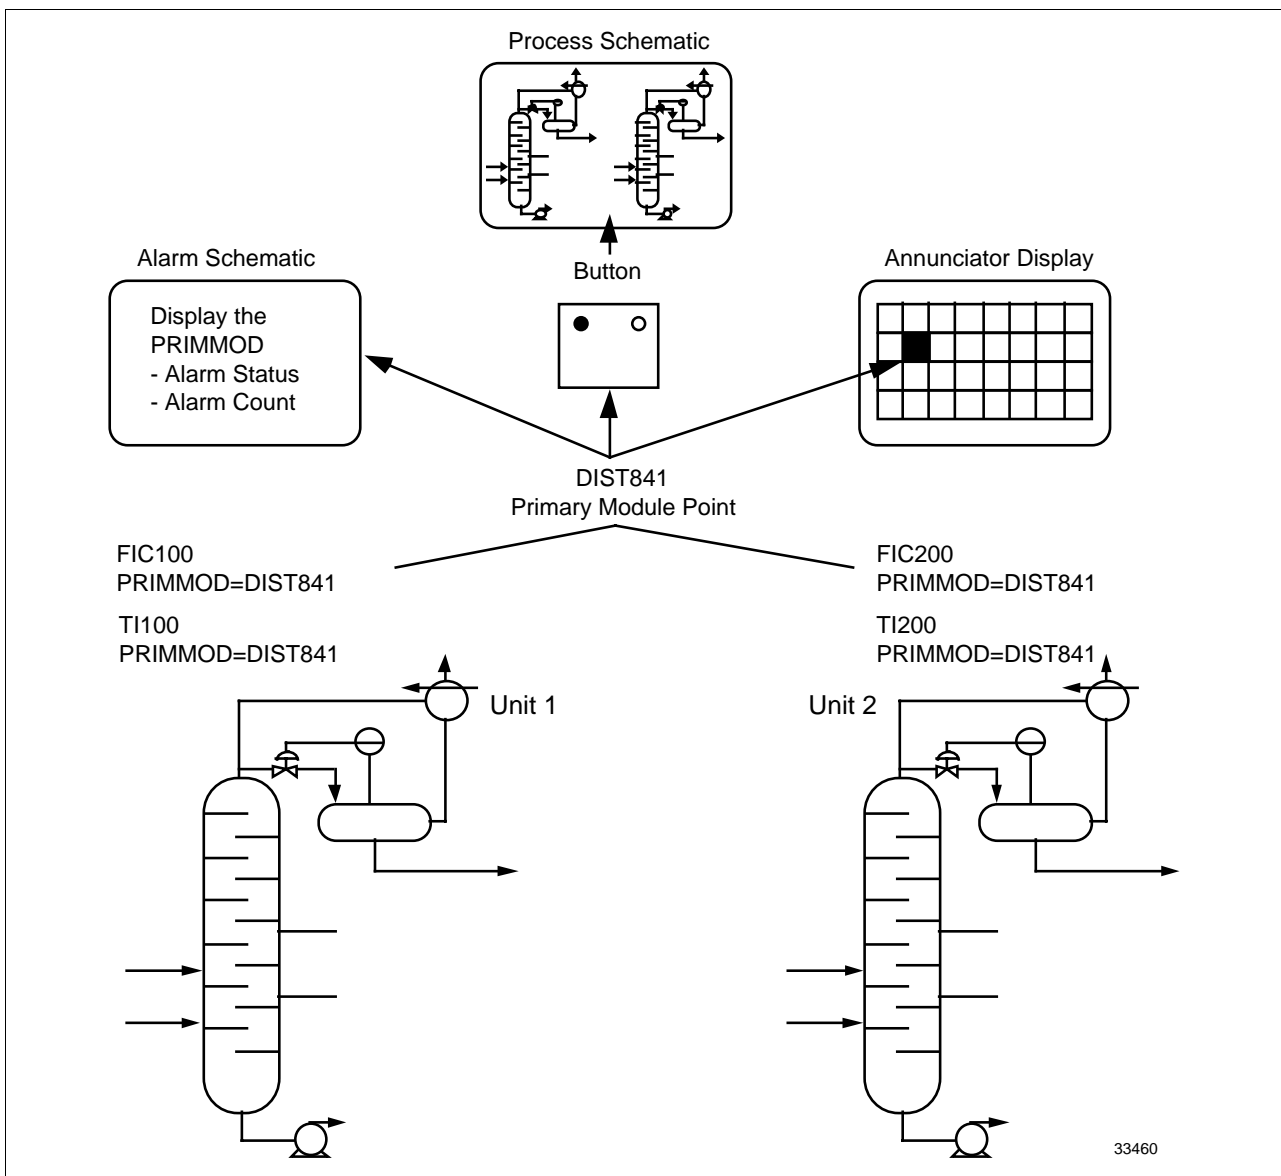 Process Schematic
Alarm Schematic
Button
Annunciator Display
Display the
PRIMMOD
- Alarm Status
- Alarm Count
DIST841
Primary Module Point
FIC100
PRIMMOD=DIST841
FIC200
PRIMMOD=DIST841
TI100
PRIMMOD=DIST841
TI200
PRIMMOD=DIST841
Unit 1
Unit 2
33460